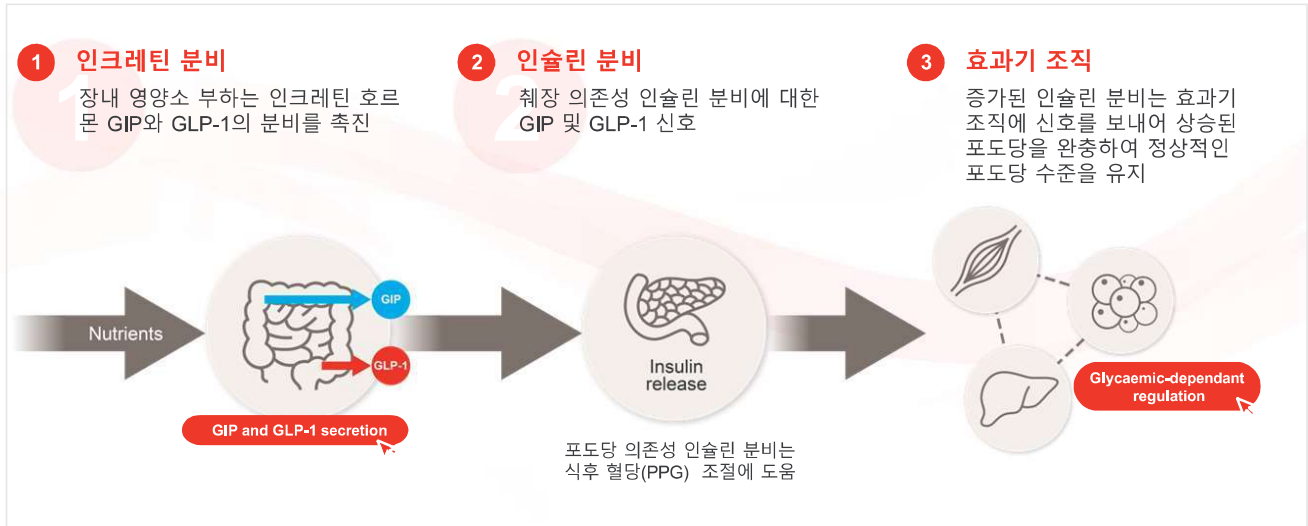 1 인크레틴 분비
장내 영양소 부하는 인크레틴 호르
몬 GIP와 GLP-1의 분비를 촉진
2 인슐린 분비
췌장 의존성 인슐린 분비에 대한
GIP 및 GLP-1 신호
3 효과기 조직
증가된 인슐린 분비는 효과기
조직에 신호를 보내어 상승된
포도당을 완충하여 정상적인
포도당 수준을 유지
Nutrients
GIP
GLP-1
GIP and GLP-1 secretion
Insulin
release
포도당 의존성 인슐린 분비는
식후 혈당(PPG) 조절에 도움
Glycaemic-dependant
regulation